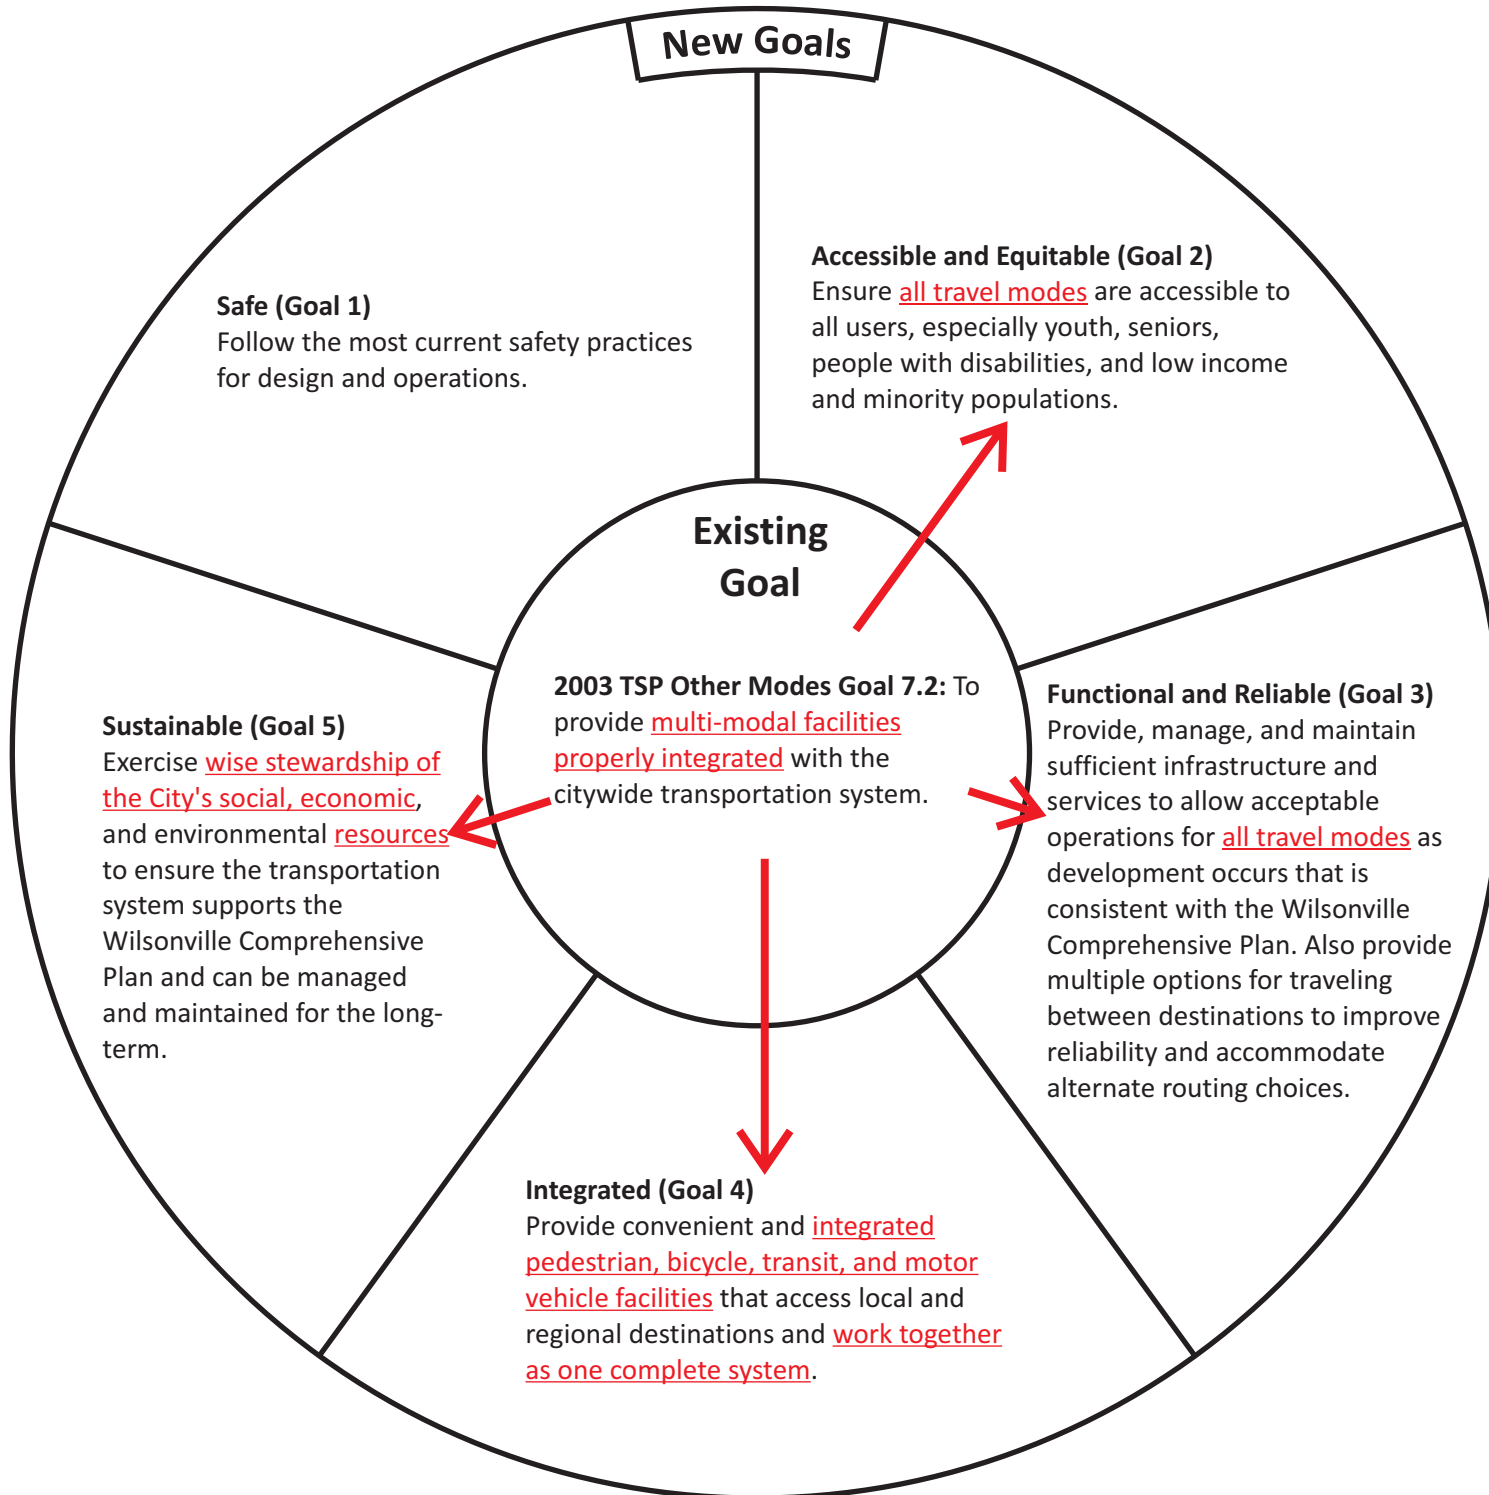 New Goals
Safe (Goal 1)
Follow the most current safety practices
for design and operations.
Accessible and Equitable (Goal 2)
Ensure all travel modes are accessible to
all users, especially youth, seniors,
people with disabilities, and low income
and minority populations.
Existing
Goal
2003 TSP Other Modes Goal 7.2: To
provide multi-modal facilities
properly integrated with the
citywide transportation system.
Functional and Reliable (Goal 3)
Provide, manage, and maintain
sufficient infrastructure and
services to allow acceptable
operations for all travel modes as
development occurs that is
consistent with the Wilsonville
Comprehensive Plan. Also provide
multiple options for traveling
between destinations to improve
reliability and accommodate
alternate routing choices.
Sustainable (Goal 5)
Exercise wise stewardship of
the City's social, economic,
and environmental resources
to ensure the transportation
system supports the
Wilsonville Comprehensive
Plan and can be managed
and maintained for the long-
term.
Integrated (Goal 4)
Provide convenient and integrated
pedestrian, bicycle, transit, and motor
vehicle facilities that access local and
regional destinations and work together
as one complete system.